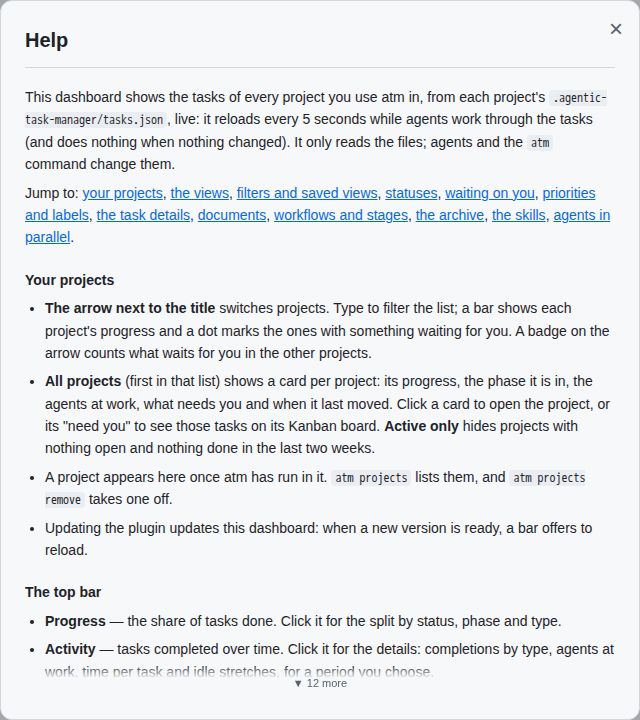 Help
×
This dashboard shows the tasks of every project you use atm in, from each project's .agentic-
task-manager/tasks.json, live: it reloads every 5 seconds while agents work through the tasks
(and does nothing when nothing changed). It only reads the files; agents and the atm
command change them.
Jump to: your projects, the views, filters and saved views, statuses, waiting on you, priorities
and labels, the task details, documents, workflows and stages, the archive, the skills, agents in
parallel.
Your projects
• The arrow next to the title switches projects. Type to filter the list; a bar shows each
project's progress and a dot marks the ones with something waiting for you. A badge on the
arrow counts what waits for you in the other projects.
• All projects (first in that list) shows a card per project: its progress, the phase it is in, the
agents at work, what needs you and when it last moved. Click a card to open the project, or
its "need you" to see those tasks on its Kanban board. Active only hides projects with
nothing open and nothing done in the last two weeks.
• A project appears here once atm has run in it. atm projects lists them, and atm projects
remove takes one off.
• Updating the plugin updates this dashboard: when a new version is ready, a bar offers to
reload.
The top bar
• Progress — the share of tasks done. Click it for the split by status, phase and type.
• Activity — tasks completed over time. Click it for the details: completions by type, agents at
work, time per task and idle stretches, for a period you choose.
▼ 12 more